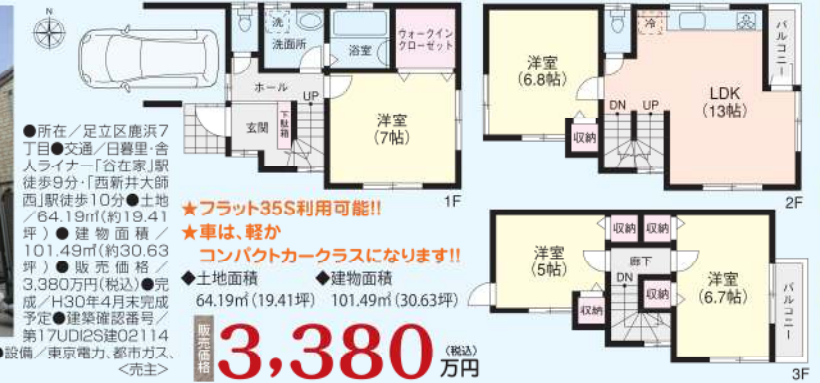 N
●所在/足立区鹿浜7
丁目●交通/日暮里・舎
人ライナー「谷在家」駅
徒歩9分・「西新井大師
西」駅徒歩10分●土地
/64.19㎡(約19.41
坪)●建物面積/
101.49㎡(約30.63
坪)●販売価格/
3,380万円(税込)●完
成/H30年4月末完成
予定●建築確認番号/
第17UDI2S建02114
●設備/東京電力、都市ガス、
<売主>
洗
洗面所
浴室
ウォークイン
クローゼット
ホール
UP
玄関
下駄箱
洋室
(7帖)
1F
★フラット35S利用可能!!
★車は、軽か
コンパクトカークラスになります!!
◆土地面積
64.19㎡(19.41坪)
◆建物面積
101.49㎡(30.63坪)
販売価格
3,380
(税込)
万円
洋室
(6.8帖)
収納
冷
DN
UP
LDK
(13帖)
バルコニー
2F
洋室
(5帖)
収納
収納
収納
廊下
DN
収納
洋室
(6.7帖)
バルコニー
3F